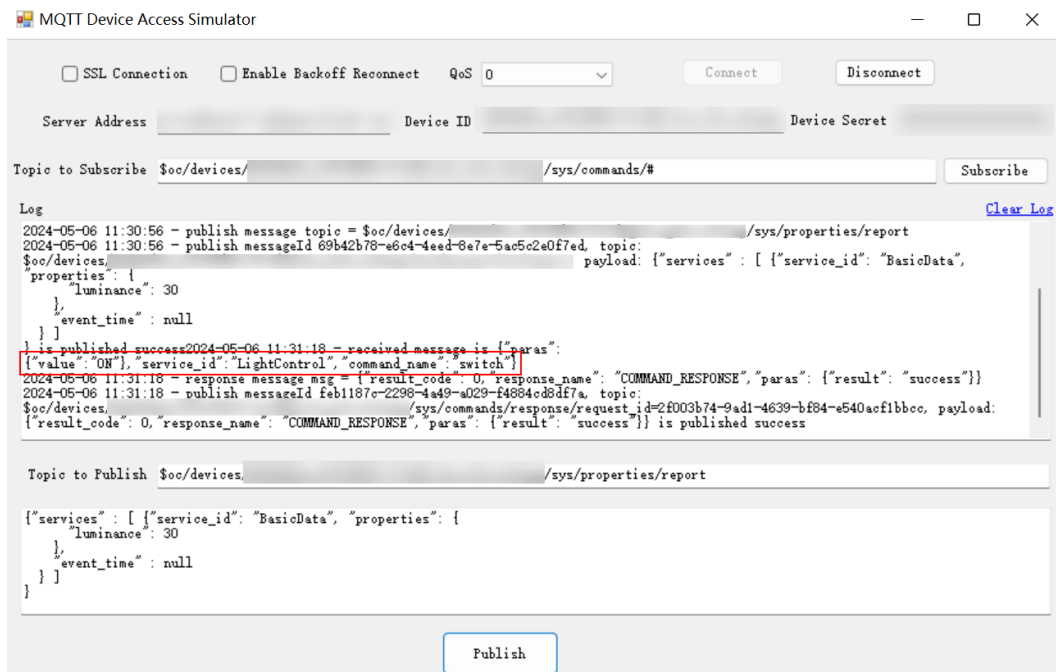 MQTT Device Access Simulator
SSL Connection Enable Backoff Reconnect QoS 0 Connect Disconnect
Server Address Device ID Device Secret
Topic to Subscribe $oc/devices/ /sys/commands/# Subscribe
Log Clear Log
2024-05-06 11:30:56 - publish message topic = $oc/devices/ /sys/properties/report
2024-05-06 11:30:56 - publish messageId 69b42b78-e6c4-4eed-8e7e-5ac5c2e0f7ed, topic:
$oc/devices, payload: {"services" : [ {"service_id": "BasicData",
"properties": {
"luminance": 30
},
"event_time" : null
} ]
} is published success2024-05-06 11:31:18 - received message is {"paras":
{"value":"ON"}, "service_id":"LightControl", "command_name":"switch"}
2024-05-06 11:31:18 - response message msg = {"result_code": 0, "response_name": "COMMAND_RESPONSE", "paras": {"result": "success"}}
2024-05-06 11:31:18 - publish messageId feb1187c-2298-4a49-a029-f4884cd8df7a, topic:
$oc/devices, /sys/commands/response/request_id=2f003b74-9ad1-4639-bf84-e540acf1bbcc, payload:
{"result_code": 0, "response_name": "COMMAND_RESPONSE", "paras": {"result": "success"}} is published success
Topic to Publish $oc/devices, /sys/properties/report
{"services" : [ {"service_id": "BasicData", "properties": {
"luminance": 30
},
"event_time" : null
} ]
}
Publish